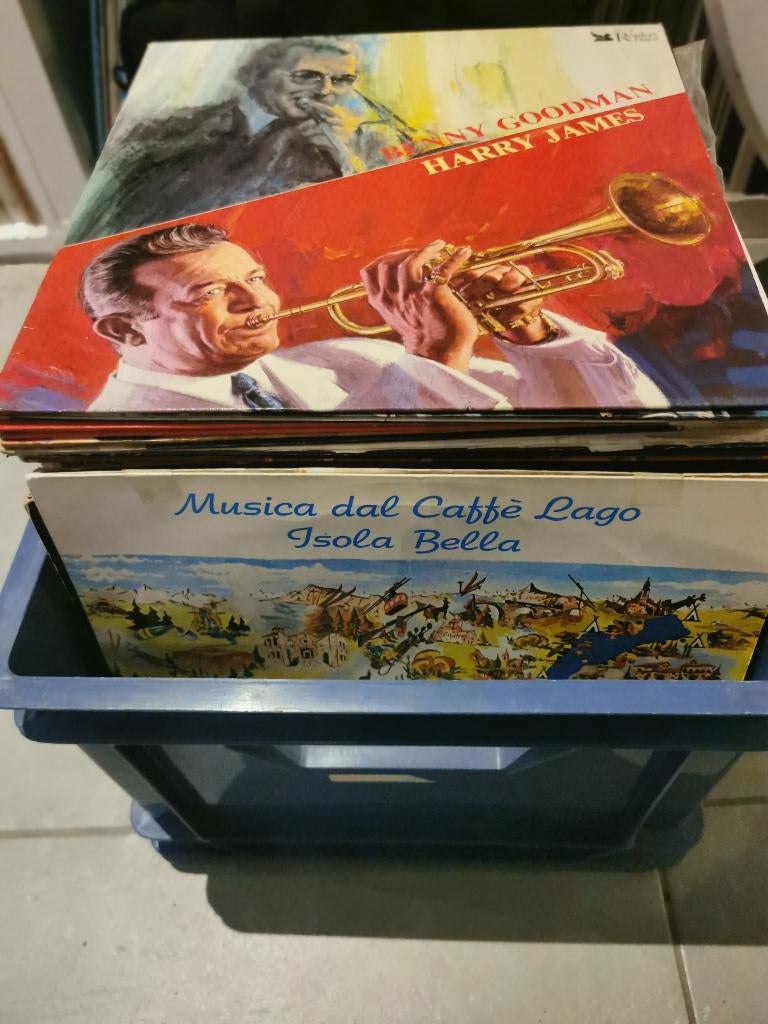 BENNY GOODMAN
HARRY JAMES
Musica dal Caffè Lago
Isola Bella